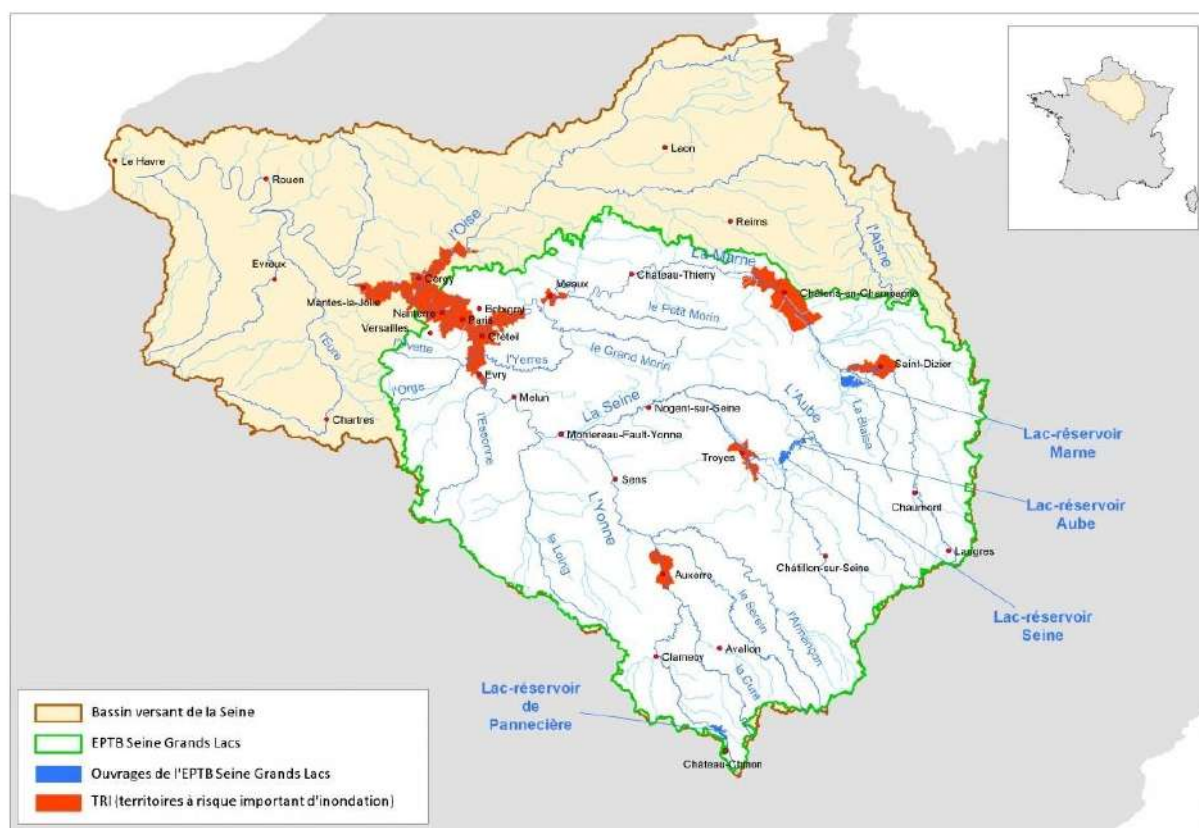 Le Havre
Rouen
Laon
l'Oise
Reims
l'Aisne
Evreux
Cergy
La Marne
Château-Thierry
Meaux
Châlons-en-Champagne
Mantes-la-Jolie
Nanterre
Bobigny
Paris
le Petit Morin
Versailles
Créteil
l'Yvette
l'Yerres
le Grand Morin
l'Eure
Saint-Dizier
l'Orge
Evry
Melun
La Seine
Nogent-sur-Seine
L'Aube
La Blaise
Chartres
l'Essonne
Montereau-Fault-Yonne
Lac-réservoir
Marne
Troyes
Sens
Chaumont
Lac-réservoir
Aube
L'Yonne
le Loing
Langres
Châtillon-sur-Seine
Auxerre
le Serein
l'Armançon
Lac-réservoir
Seine
Clamecy
Avallon
la Cure
Lac-réservoir
de
Pannecière
Château-Chinon
Bassin versant de la Seine
EPTB Seine Grands Lacs
Ouvrages de l'EPTB Seine Grands Lacs
TRI (territoires à risque important d'inondation)